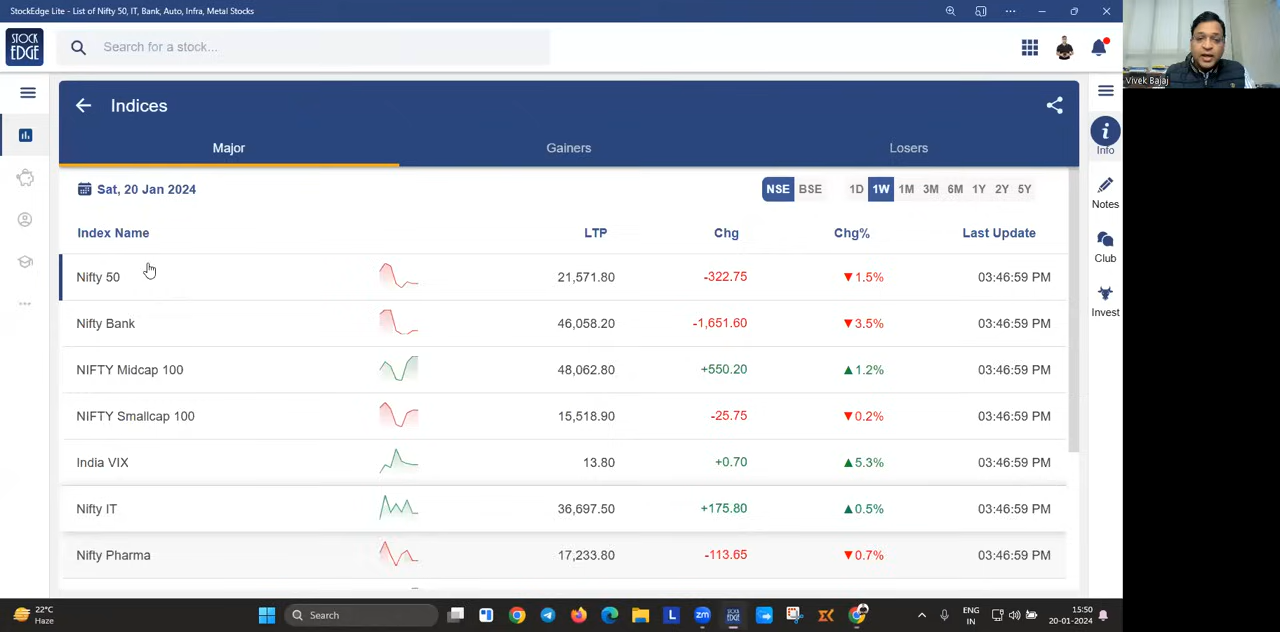 StockEdge Lite - List of Nifty 50, IT, Bank, Auto, Infra, Metal Stocks
STOCK
EDGE
Search for a stock...
Vivek Bajaj
Indices
Major Gainers Losers
Info
Sat, 20 Jan 2024 NSE BSE 1D 1W 1M 3M 6M 1Y 2Y 5Y
Notes
Index Name LTP Chg Chg% Last Update
Club
Nifty 50 21,571.80 -322.75 ▼1.5% 03:46:59 PM
Invest
Nifty Bank 46,058.20 -1,651.60 ▼3.5% 03:46:59 PM
NIFTY Midcap 100 48,062.80 +550.20 ▲1.2% 03:46:59 PM
NIFTY Smallcap 100 15,518.90 -25.75 ▼0.2% 03:46:59 PM
India VIX 13.80 +0.70 ▲5.3% 03:46:59 PM
Nifty IT 36,697.50 +175.80 ▲0.5% 03:46:59 PM
Nifty Pharma 17,233.80 -113.65 ▼0.7% 03:46:59 PM
22°C
Haze
Search
L
zm
STOCK
EDGE
ENG
IN
15:50
20-01-2024